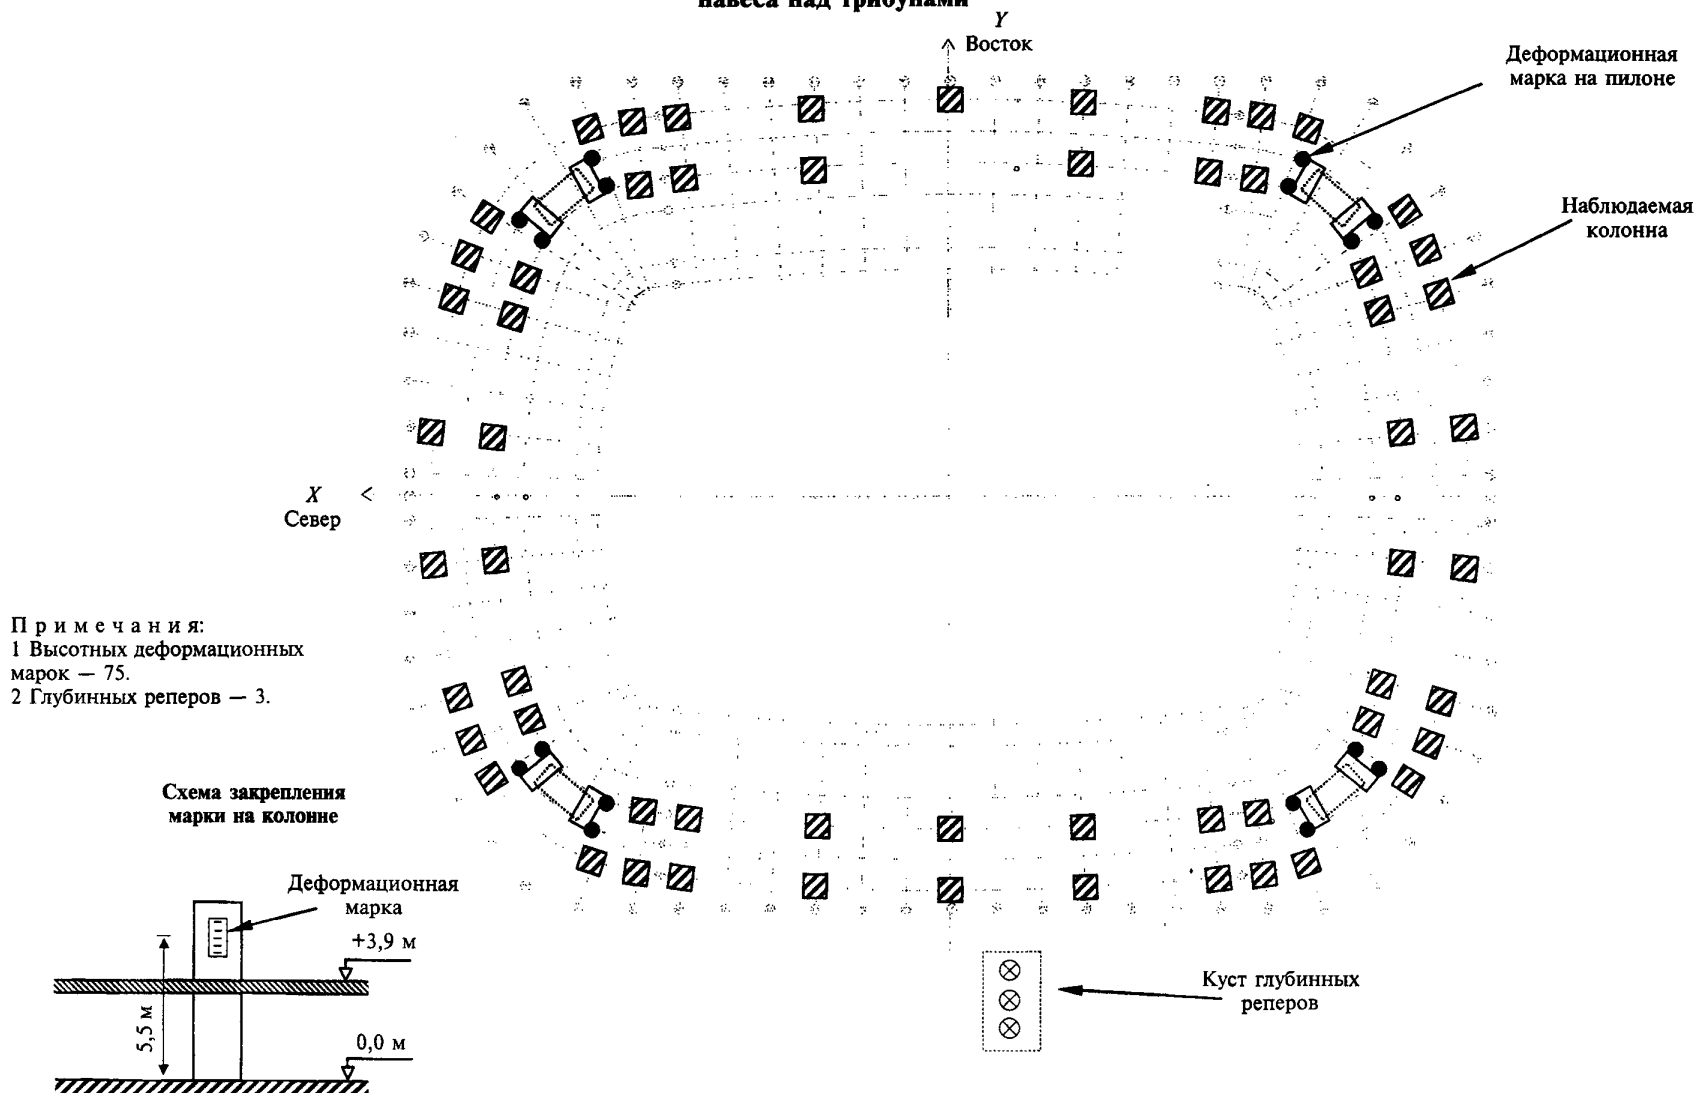 навеса над трибунами
Y
Восток
Деформационная
марка на пилоне
Наблюдаемая
колонна
X
Север
Примечания:
1 Высотных деформационных
марок — 75.
2 Глубинных реперов — 3.
Схема закрепления
марки на колонне
Деформационная
марка
+3,9 м
5,5 м
0,0 м
Куст глубинных
реперов